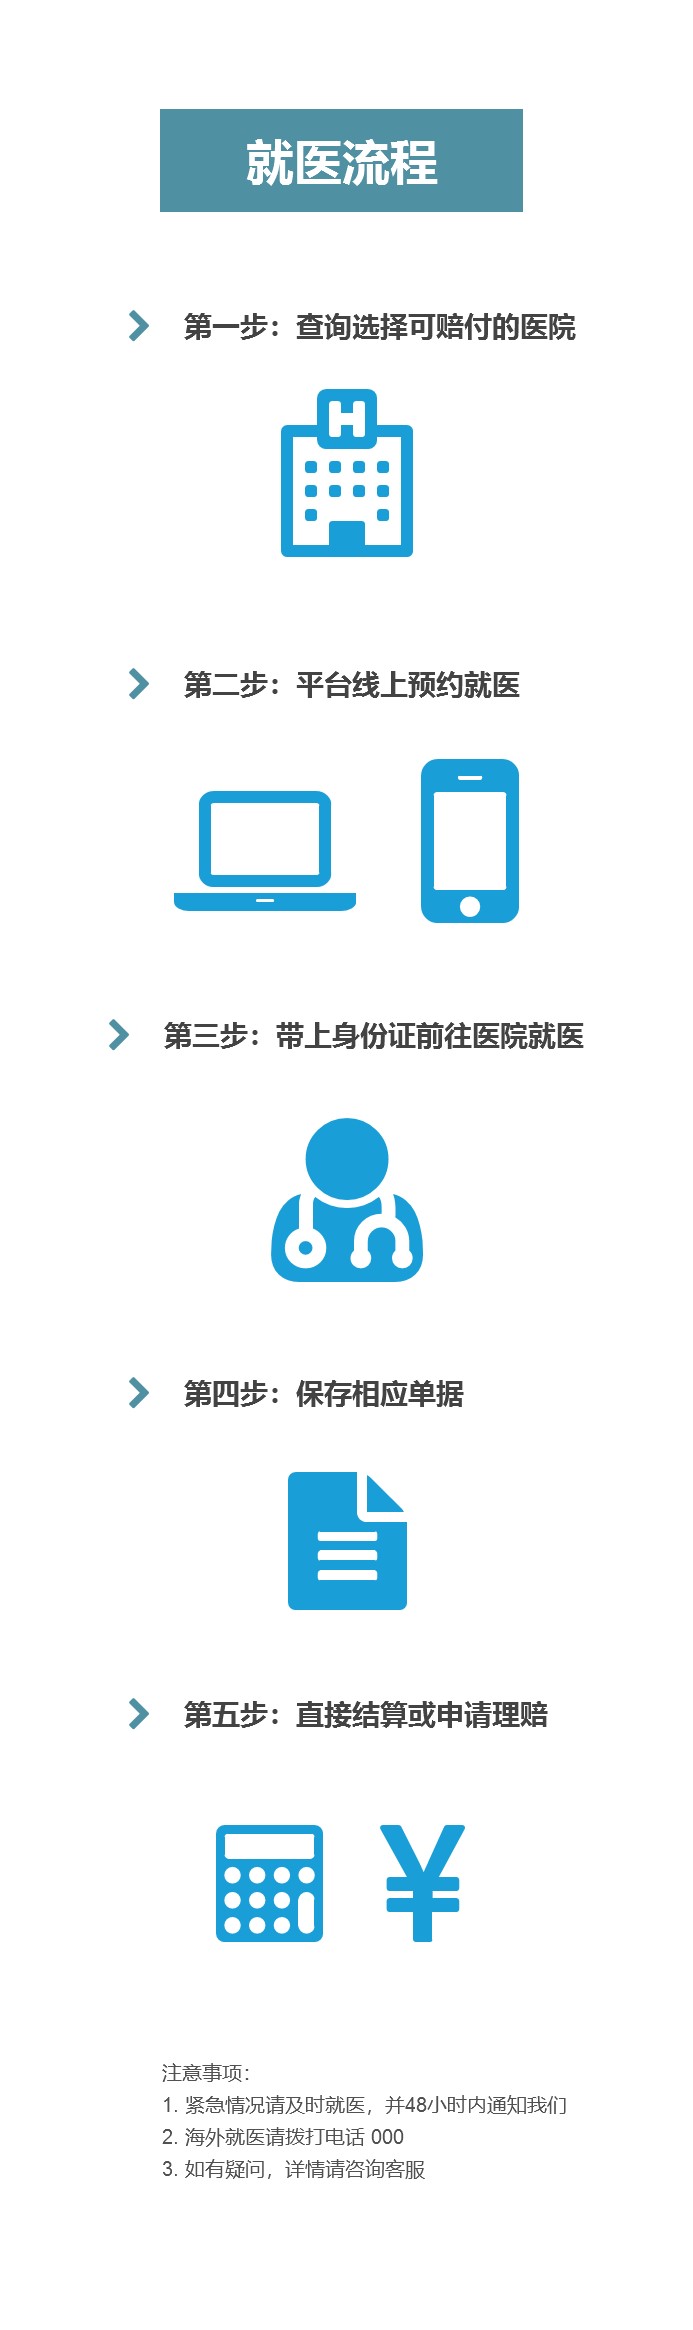 就医流程
第一步：查询选择可赔付的医院
H
第二步：平台线上预约就医
第三步：带上身份证前往医院就医
第四步：保存相应单据
第五步：直接结算或申请理赔
¥
注意事项：
1. 紧急情况请及时就医，并48小时内通知我们
2. 海外就医请拨打电话 000
3. 如有疑问，详情请咨询客服